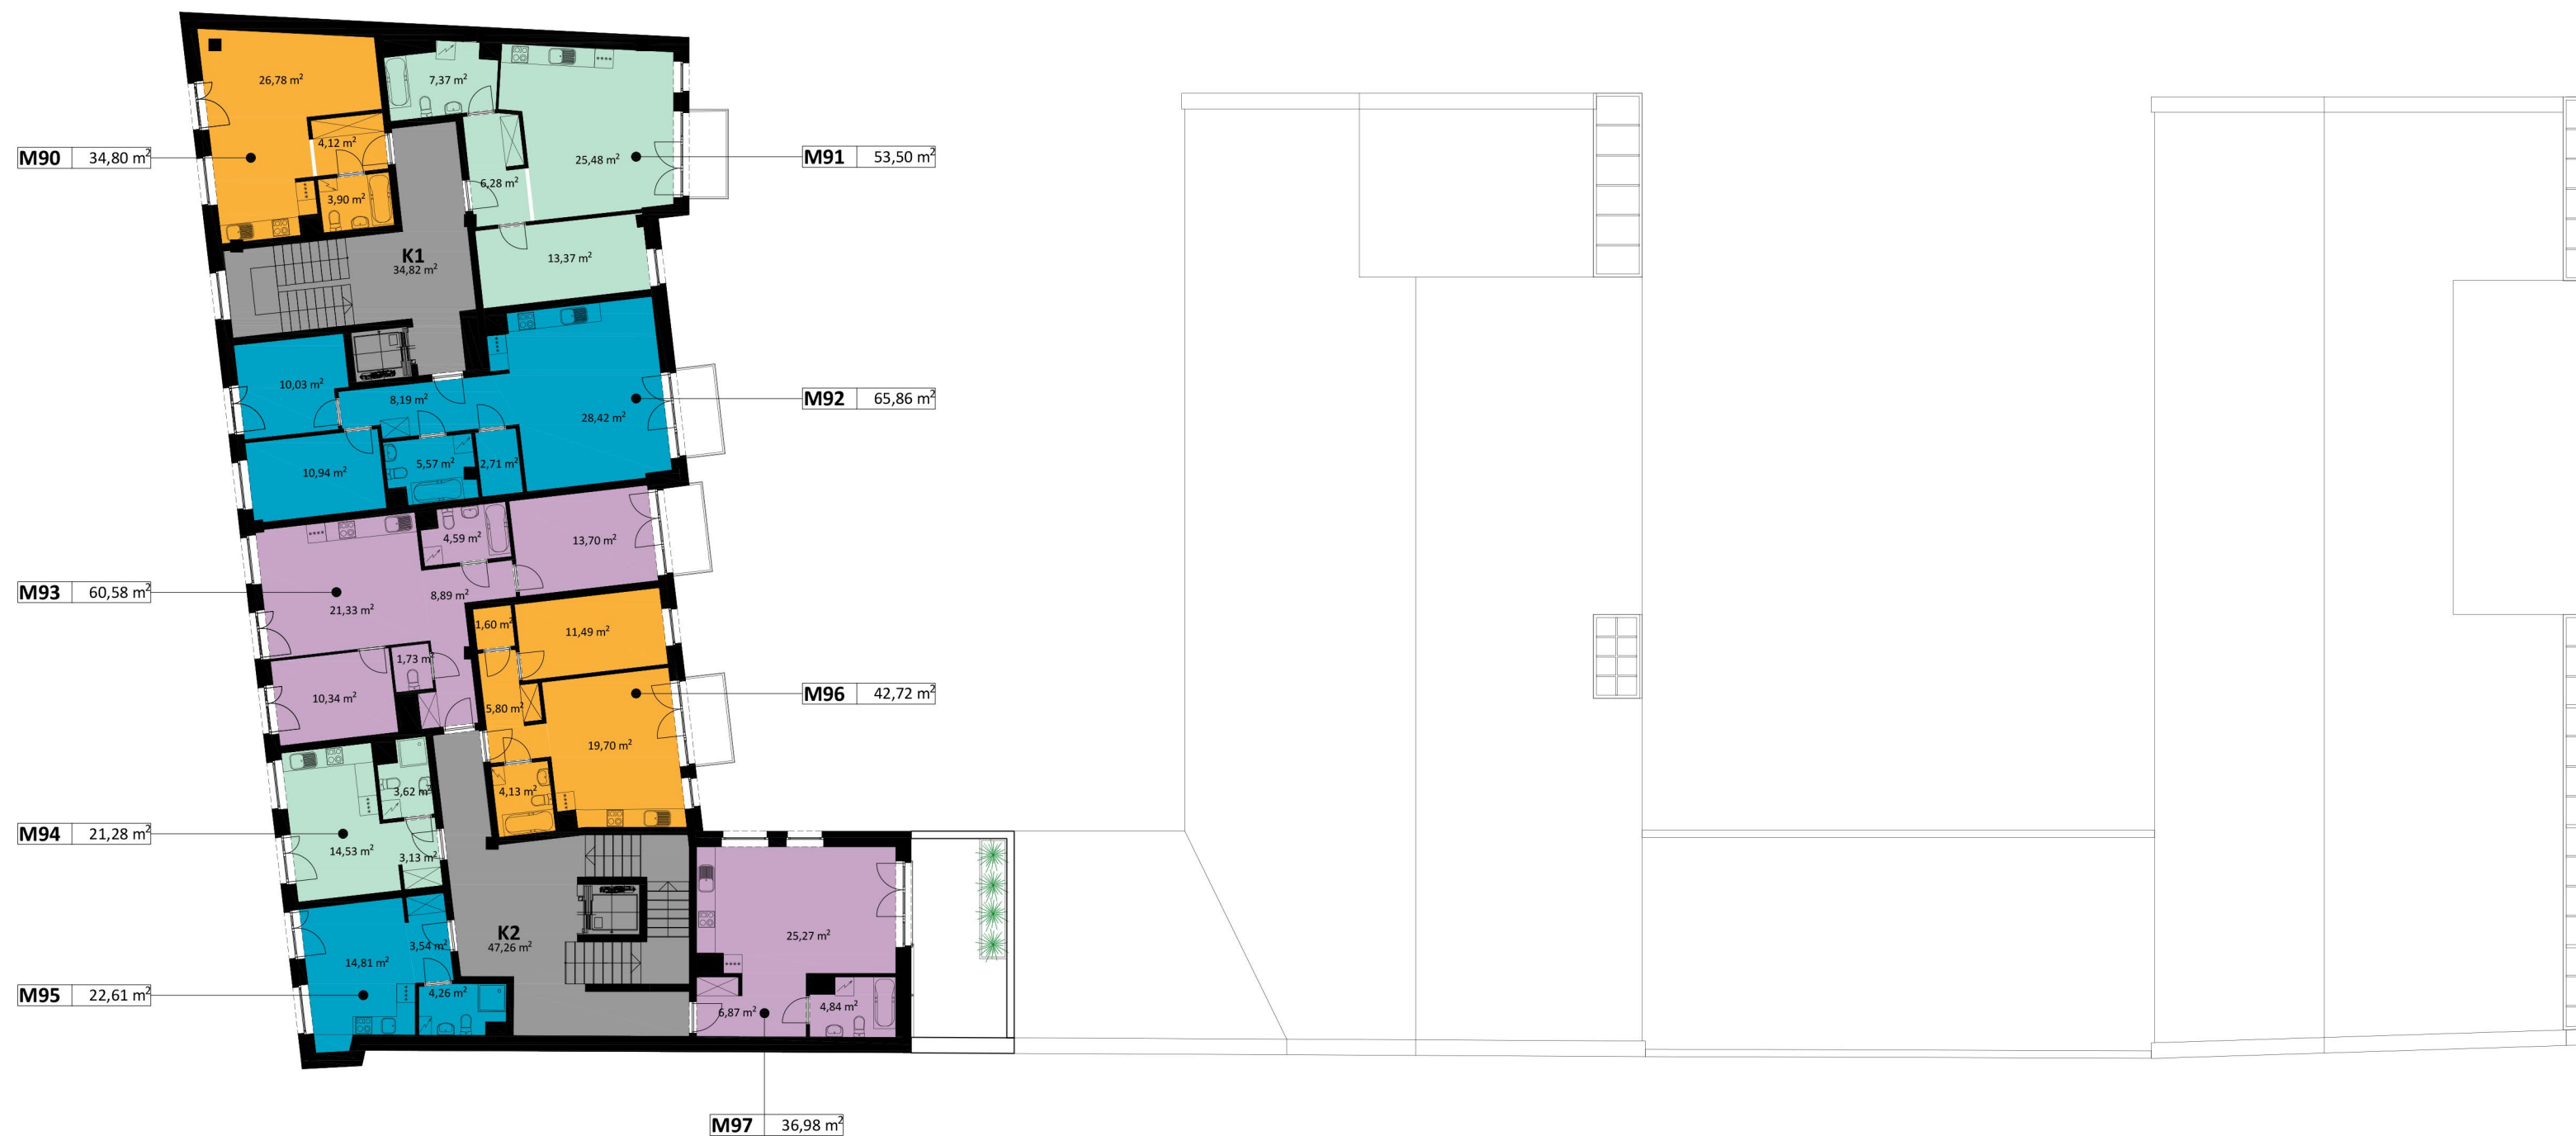 26,78 m²
7,37 m²
4,12 m²
M90 34,80 m²
25,48 m²
M91 53,50 m²
6,28 m²
3,90 m²
K1
34,82 m²
13,37 m²
10,03 m²
8,19 m²
M92 65,86 m²
28,42 m²
10,94 m²
5,57 m²
2,71 m²
4,59 m²
13,70 m²
M93 60,58 m²
21,33 m²
8,89 m²
1,60 m²
11,49 m²
1,73 m²
10,34 m²
M96 42,72 m²
5,80 m²
19,70 m²
3,62 m²
4,13 m²
M94 21,28 m²
14,53 m²
3,13 m²
K2
47,26 m²
25,27 m²
3,54 m²
14,81 m²
M95 22,61 m²
4,26 m²
6,87 m²
4,84 m²
M97 36,98 m²